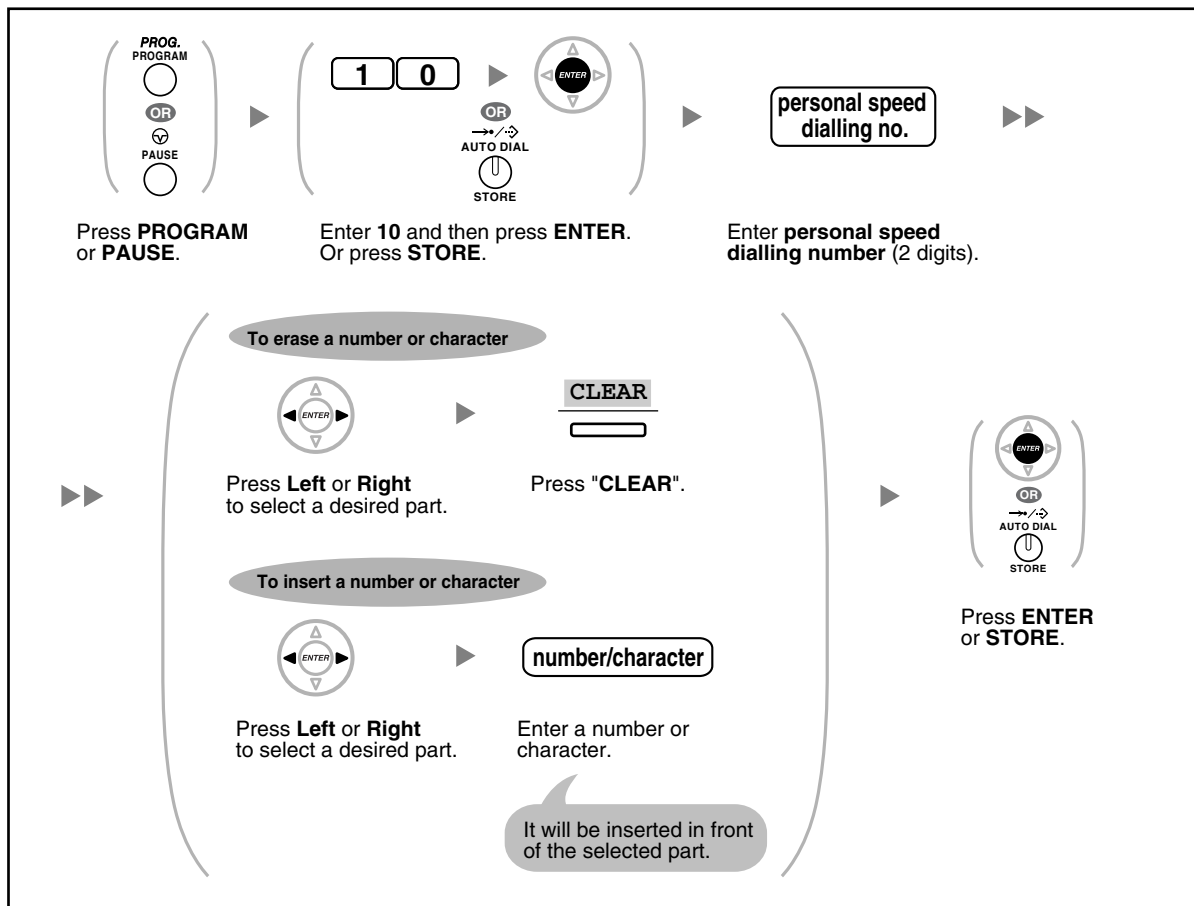 PROG.
PROGRAM
OR
PAUSE
1 0
ENTER
OR
AUTO DIAL
STORE
personal speed
dialling no.
Press PROGRAM
or PAUSE.
Enter 10 and then press ENTER.
Or press STORE.
Enter personal speed
dialling number (2 digits).
To erase a number or character
ENTER
CLEAR
Press Left or Right
to select a desired part.
Press "CLEAR".
To insert a number or character
ENTER
number/character
Press Left or Right
to select a desired part.
Enter a number or
character.
It will be inserted in front
of the selected part.
ENTER
OR
AUTO DIAL
STORE
Press ENTER
or STORE.